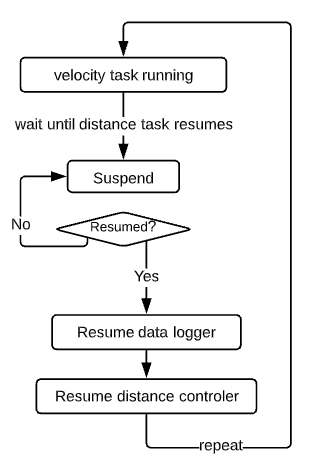 velocity task running
wait until distance task resumes
Suspend
Resumed?
No
Yes
Resume data logger
Resume distance controler
repeat